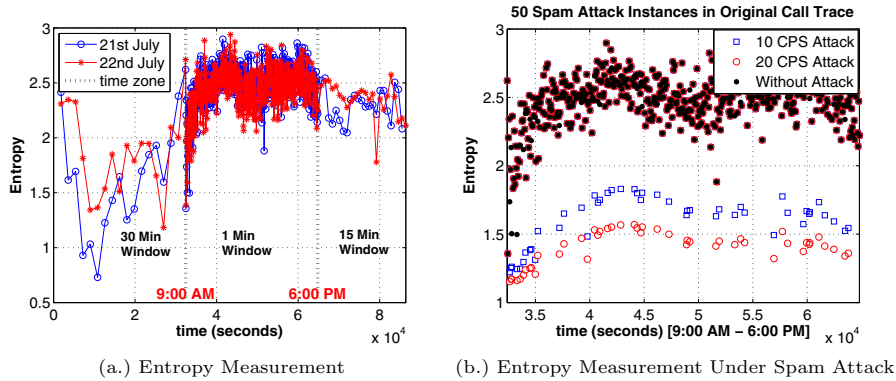 3
2.5
2
1.5
1
0.5
Entropy
21st July
22nd July
time zone
30 Min
Window
1 Min
Window
15 Min
Window
9:00 AM
6:00 PM
0
2
4
6
8
time (seconds)
x 10^4
(a.) Entropy Measurement
50 Spam Attack Instances in Original Call Trace
3
2.5
2
1.5
1
Entropy
10 CPS Attack
20 CPS Attack
Without Attack
3.5
4
4.5
5
5.5
6
time (seconds) [9:00 AM − 6:00 PM]
x 10^4
(b.) Entropy Measurement Under Spam Attack